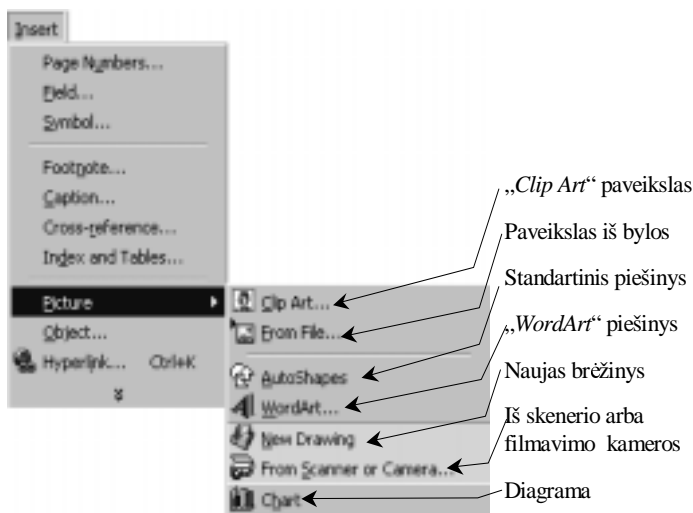 Insert
Page Numbers...
Field...
Symbol...
Footnote...
Caption...
Cross-reference...
Index and Tables...
Picture
Object...
Hyperlink... Ctrl+K
Clip Art...
From File...
AutoShapes
WordArt...
New Drawing
From Scanner or Camera...
Chart
„Clip Art“ paveikslas
Paveikslas iš bylos
Standartinis piešinys
„WordArt“ piešinys
Naujas brėžinys
Iš skenerio arba
filmavimo kameros
Diagrama